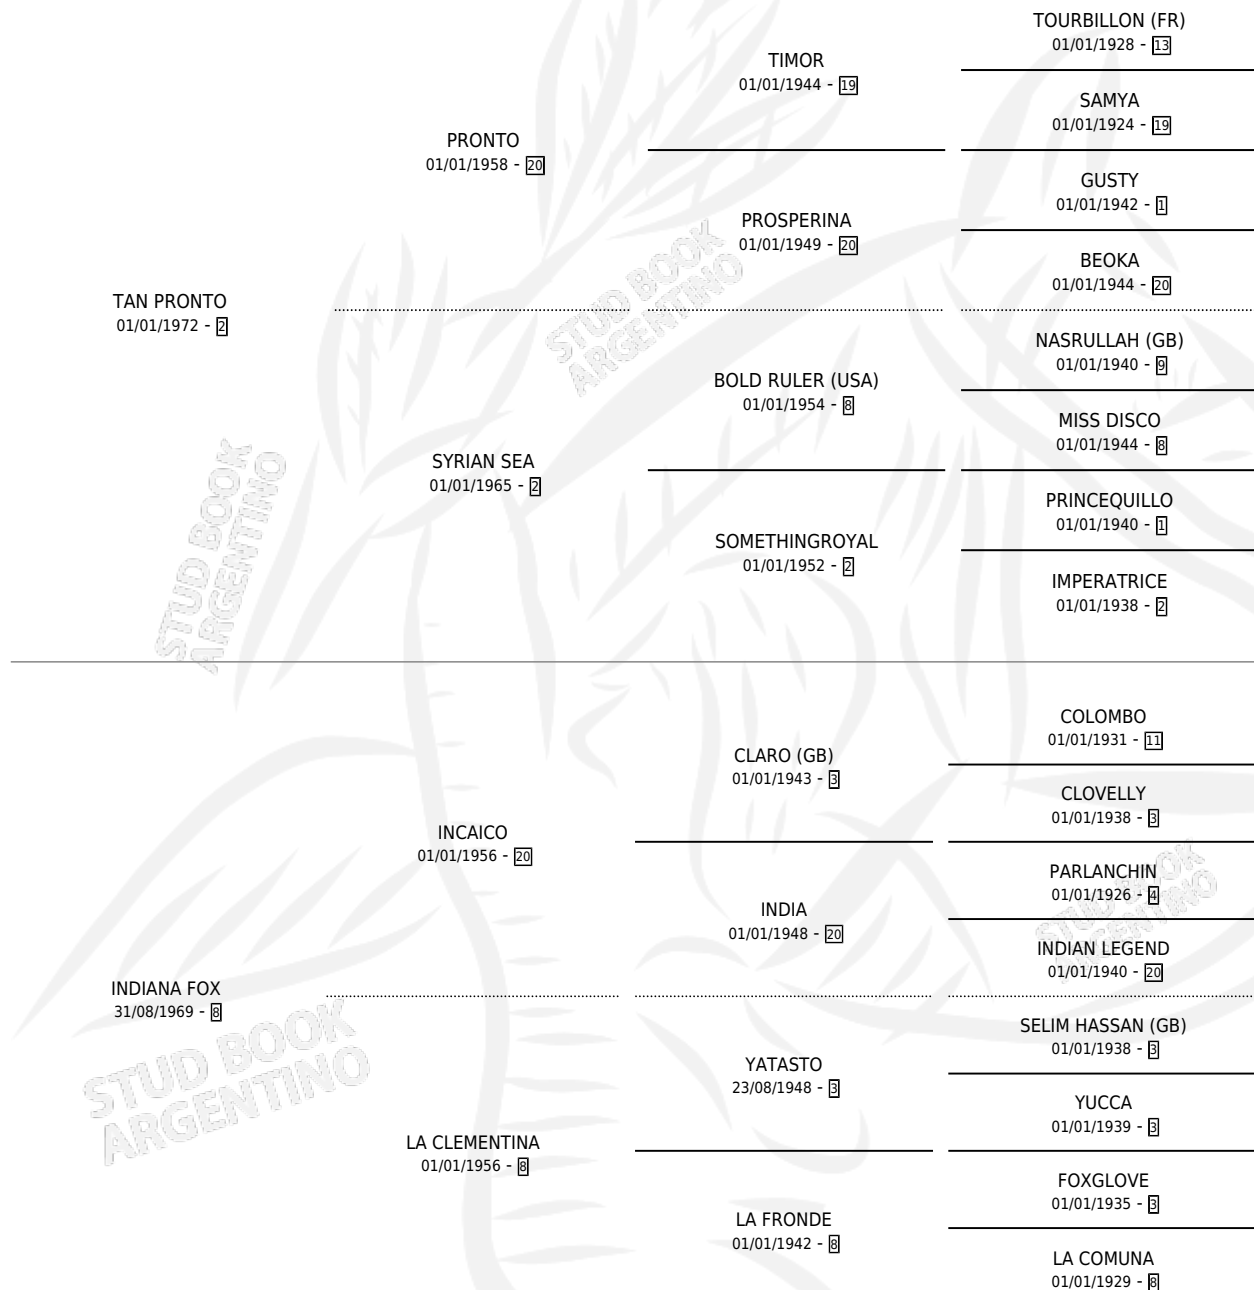 TAN PRONTO
01/01/1972 - 2
PRONTO
01/01/1958 - 20
SYRIAN SEA
01/01/1965 - 2
TIMOR
01/01/1944 - 19
PROSPERINA
01/01/1949 - 20
BOLD RULER (USA)
01/01/1954 - 8
SOMETHINGROYAL
01/01/1952 - 2
TOURBILLON (FR)
01/01/1928 - 13
SAMYA
01/01/1924 - 19
GUSTY
01/01/1942 - 1
BEOKA
01/01/1944 - 20
NASRULLAH (GB)
01/01/1940 - 9
MISS DISCO
01/01/1944 - 8
PRINCEQUILLO
01/01/1940 - 1
IMPERATRICE
01/01/1938 - 2
INDIANA FOX
31/08/1969 - 8
INCAICO
01/01/1956 - 20
LA CLEMENTINA
01/01/1956 - 8
CLARO (GB)
01/01/1943 - 3
INDIA
01/01/1948 - 20
YATASTO
23/08/1948 - 3
LA FRONDE
01/01/1942 - 8
COLOMBO
01/01/1931 - 11
CLOVELLY
01/01/1938 - 3
PARLANCHIN
01/01/1926 - 4
INDIAN LEGEND
01/01/1940 - 20
SELIM HASSAN (GB)
01/01/1938 - 3
YUCCA
01/01/1939 - 3
FOXGLOVE
01/01/1935 - 3
LA COMUNA
01/01/1929 - 8
STUD BOOK
ARGENTINO
STUD BOOK
ARGENTINO
STUD BOOK
ARGENTINO
STUD BOOK
ARGENTINO